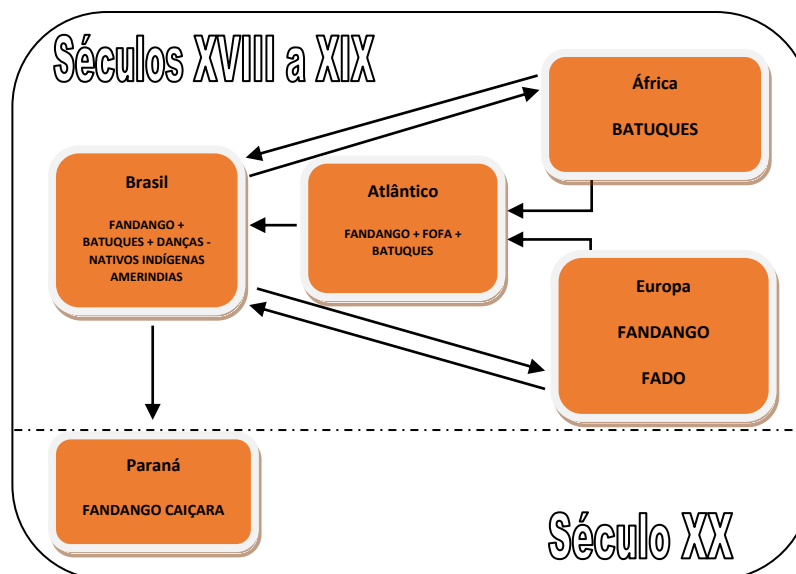 Séculos XVIII a XIX
África
BATUQUES
Brasil
FANDANGO +
BATUQUES + DANÇAS -
NATIVOS INDÍGENAS
AMERINDIAS
Atlântico
FANDANGO + FOFA +
BATUQUES
Europa
FANDANGO
FADO
Paraná
FANDANGO CAIÇARA
Século XX